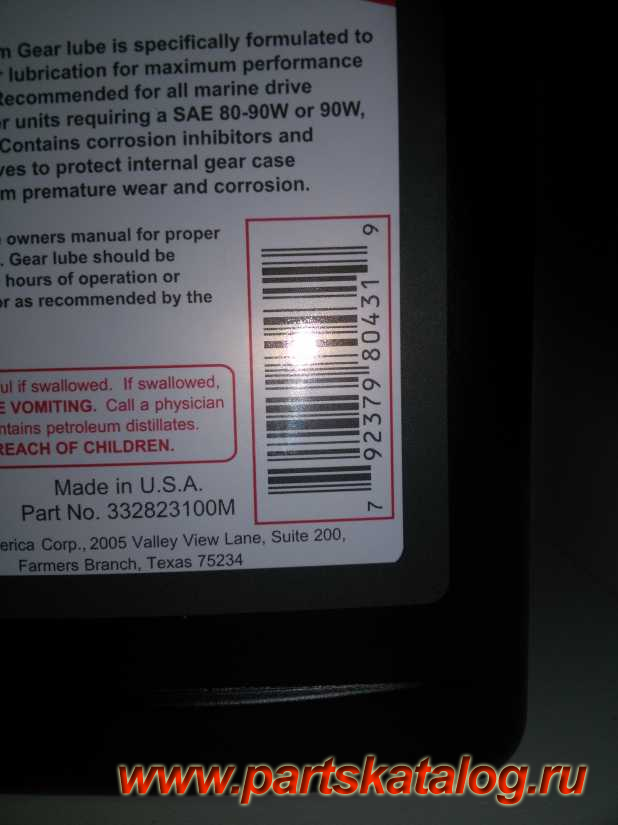 m Gear lube is specifically formulated to
r lubrication for maximum performance
Recommended for all marine drive
er units requiring a SAE 80-90W or 90W,
Contains corrosion inhibitors and
ves to protect internal gear case
m premature wear and corrosion.
e owners manual for proper
. Gear lube should be
hours of operation or
or as recommended by the
ul if swallowed. If swallowed,
E VOMITING. Call a physician
ntains petroleum distillates.
REACH OF CHILDREN.
Made in U.S.A.
Part No. 332823100M
erica Corp., 2005 Valley View Lane, Suite 200,
Farmers Branch, Texas 75234
7 92379 80431 9
www.partskatalog.ru